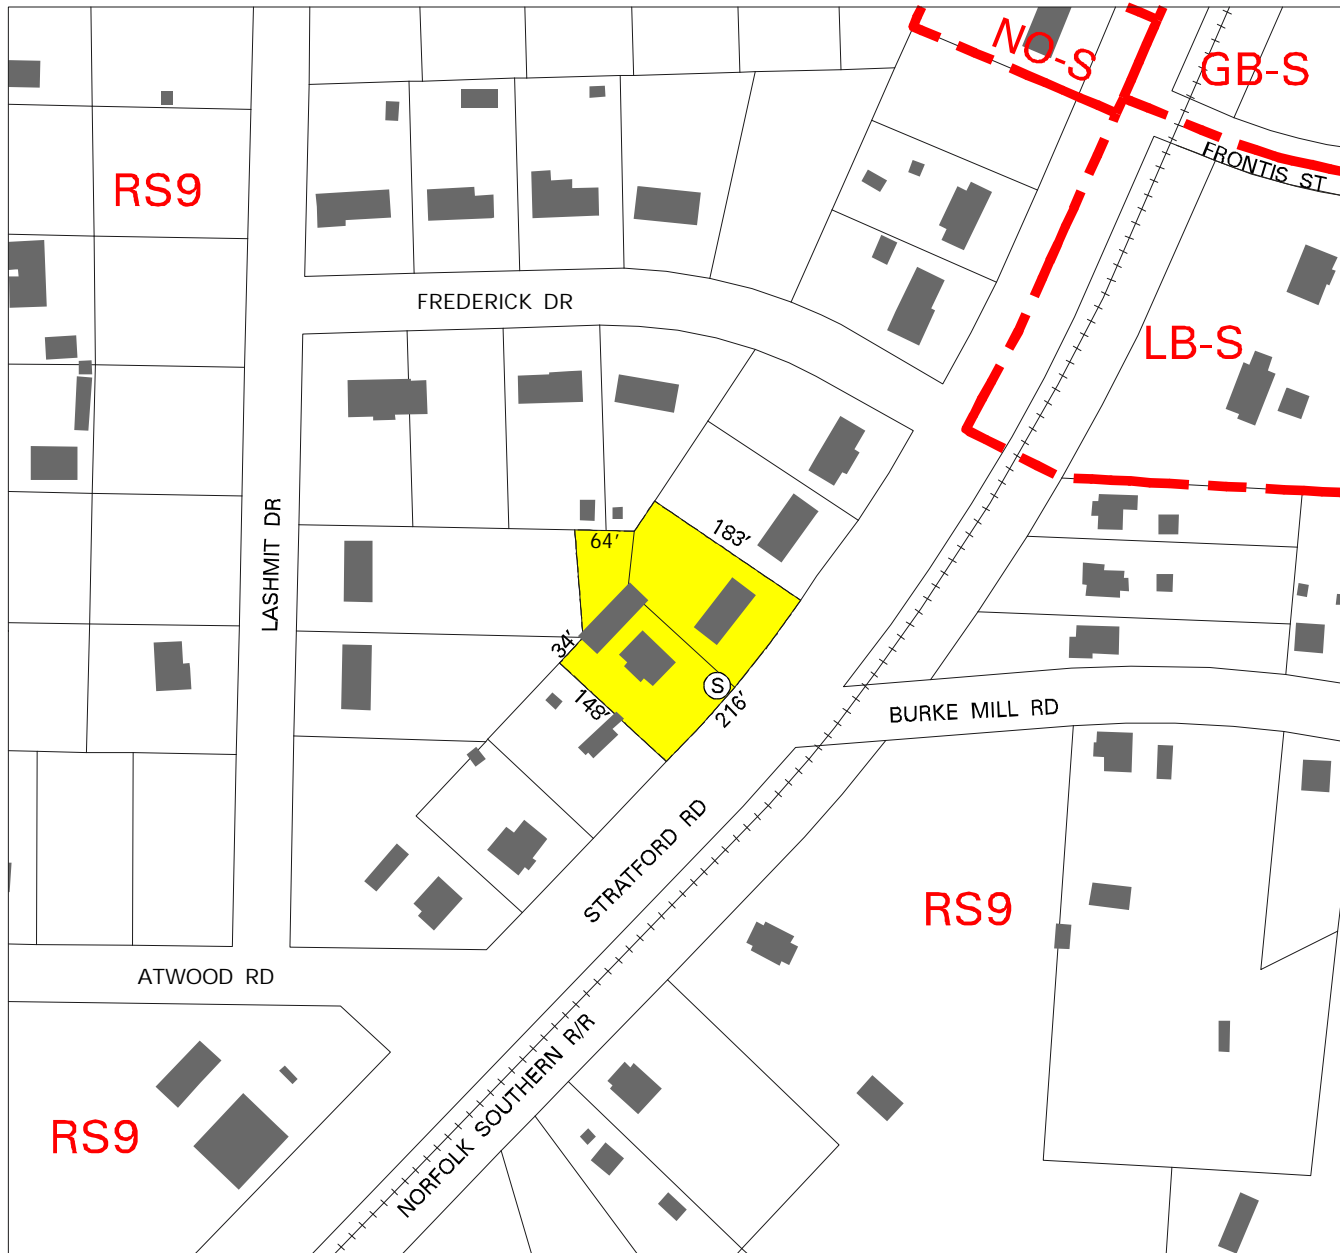 NO-S
GB-S
FRONTIS ST
RS9
FREDERICK DR
LB-S
LASHMIT DR
183'
64'
34'
148'
S
216'
BURKE MILL RD
STRATFORD RD
RS9
ATWOOD RD
NORFOLK SOUTHERN R/R
RS9